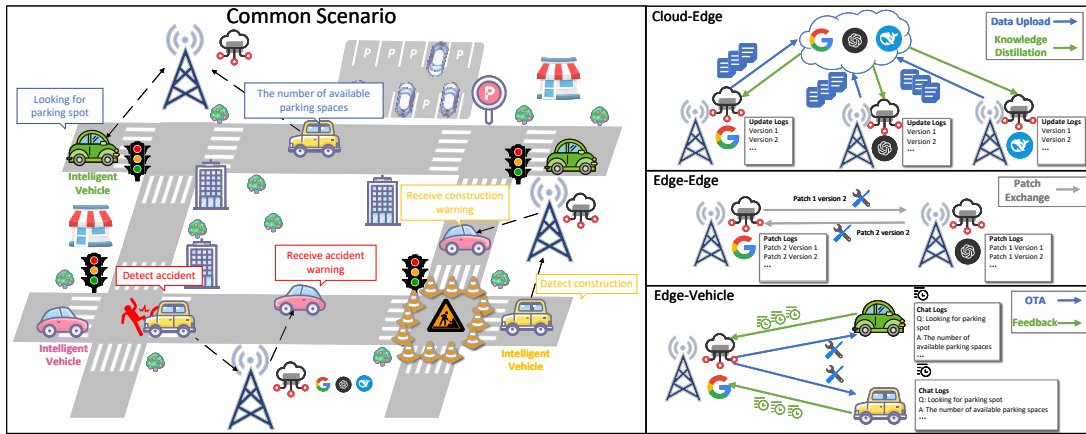 Common Scenario
Looking for
parking spot
The number of available
parking spaces
P P P P P
P P
P
Intelligent
Vehicle
Receive construction
warning
Detect accident
Receive accident
warning
Detect construction
Intelligent
Vehicle
Intelligent
Vehicle
Cloud-Edge
Data Upload
Knowledge
Distillation
Update Logs
Version 1
Version 2
...
Update Logs
Version 1
Version 2
...
Update Logs
Version 1
Version 2
...
Edge-Edge
Patch
Exchange
Patch 1 version 2
Patch 2 version 2
Patch Logs
Patch 2 Version 1
Patch 2 Version 2
...
Patch Logs
Patch 1 Version 1
Patch 1 Version 2
...
Edge-Vehicle
OTA
Feedback
Chat Logs
Q: Looking for parking
spot
A: The number of
available parking spaces
...
Chat Logs
Q: Looking for parking spot
A: The number of available parking spaces
...